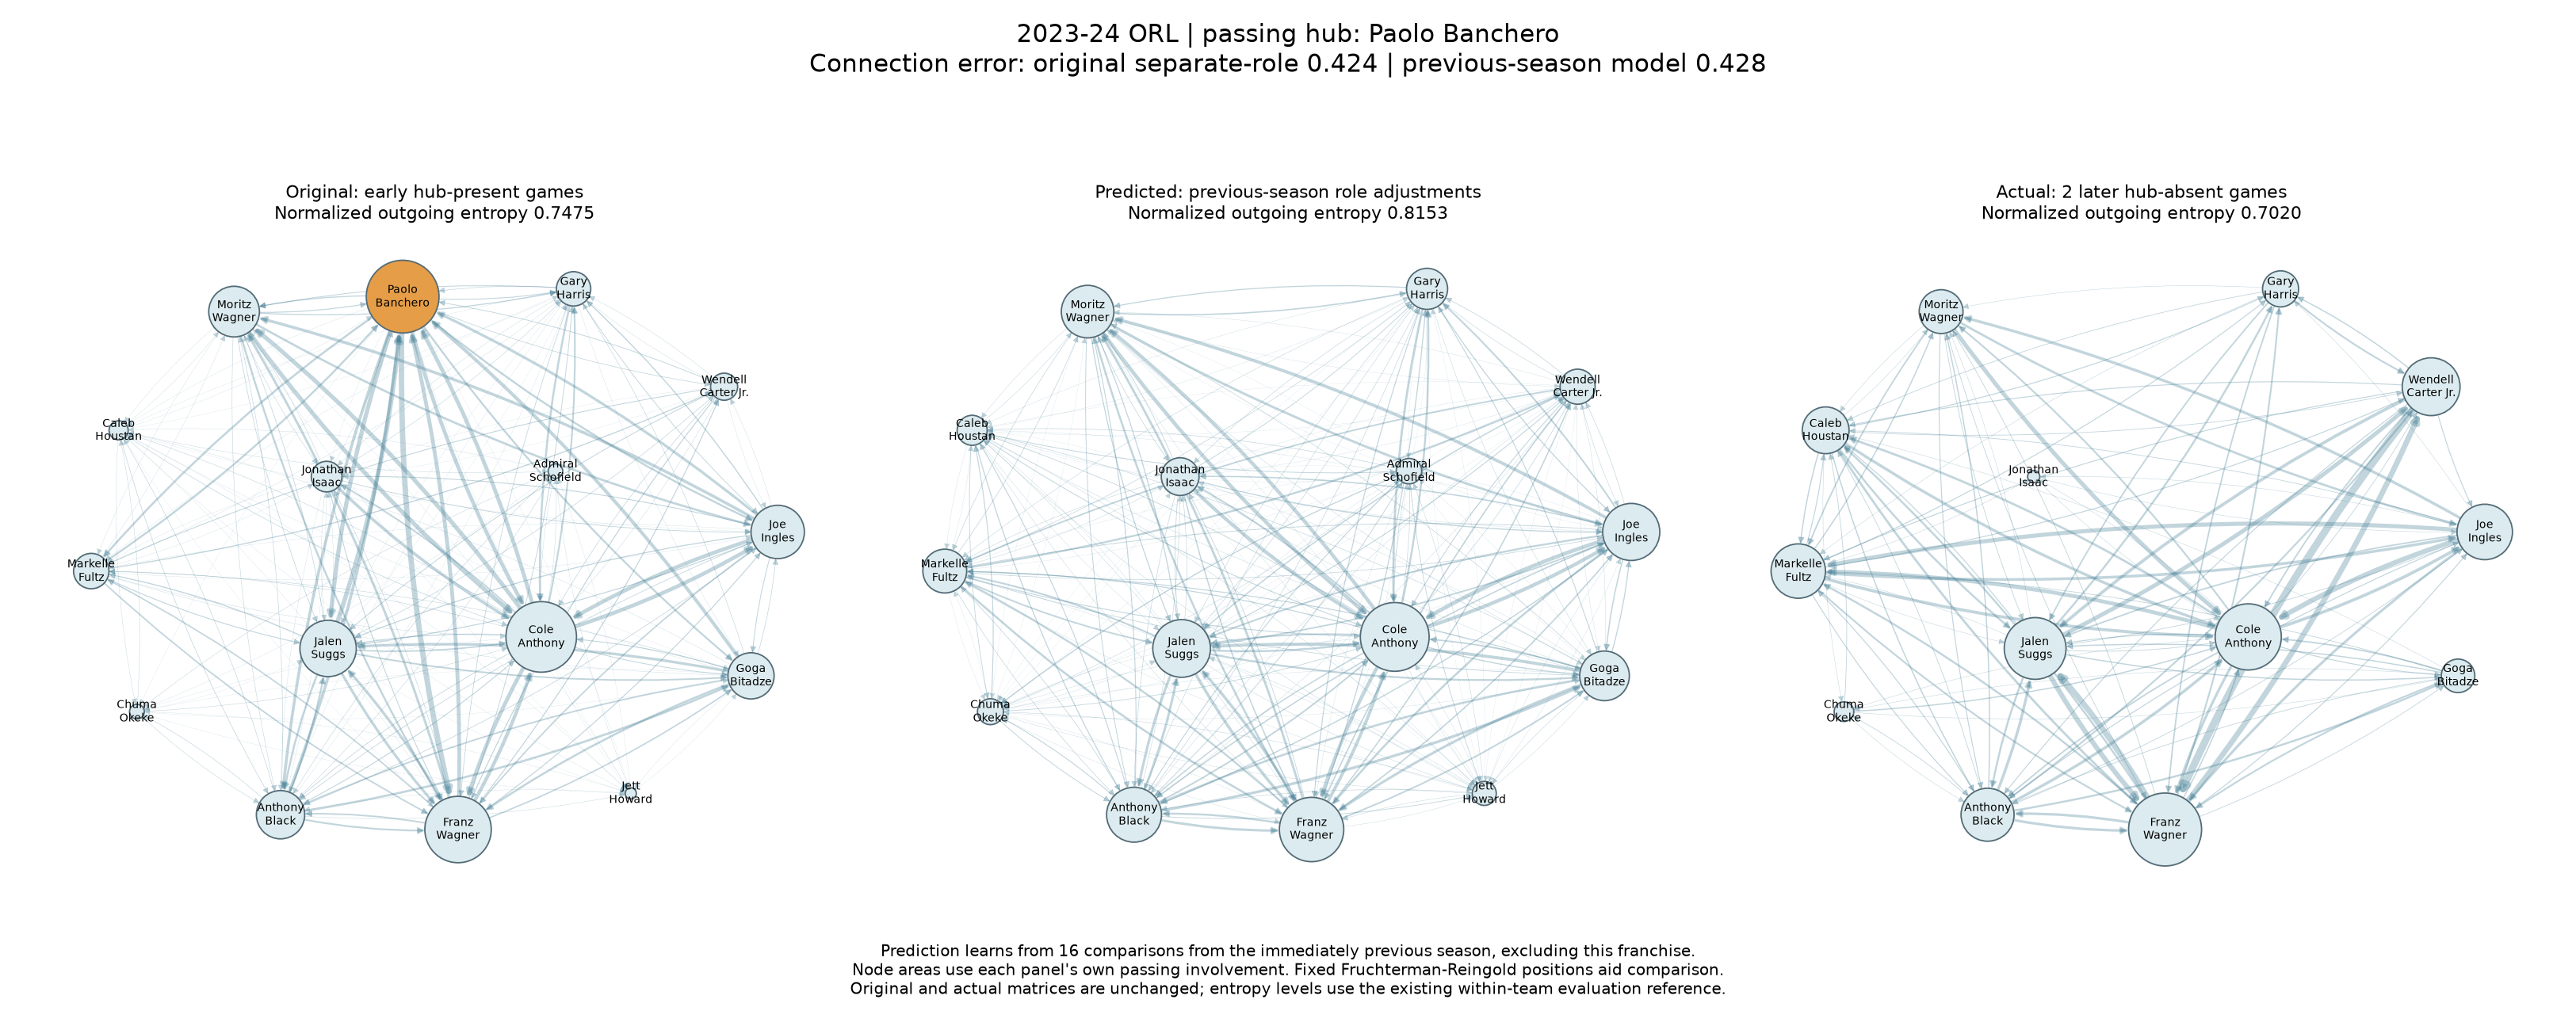 2023-24 ORL | passing hub: Paolo Banchero
Connection error: original separate-role 0.424 | previous-season model 0.428
Original: early hub-present games
Normalized outgoing entropy 0.7475
Paolo
Banchero
Gary
Harris
Moritz
Wagner
Wendell
Carter Jr.
Caleb
Houstan
Jonathan
Isaac
Admiral
Schofield
Joe
Ingles
Markelle
Fultz
Jalen
Suggs
Cole
Anthony
Goga
Bitadze
Chuma
Okeke
Jett
Howard
Anthony
Black
Franz
Wagner
Predicted: previous-season role adjustments
Normalized outgoing entropy 0.8153
Gary
Harris
Moritz
Wagner
Wendell
Carter Jr.
Caleb
Houstan
Jonathan
Isaac
Admiral
Schofield
Joe
Ingles
Markelle
Fultz
Jalen
Suggs
Cole
Anthony
Goga
Bitadze
Chuma
Okeke
Jett
Howard
Anthony
Black
Franz
Wagner
Actual: 2 later hub-absent games
Normalized outgoing entropy 0.7020
Gary
Harris
Moritz
Wagner
Wendell
Carter Jr.
Caleb
Houstan
Jonathan
Isaac
Joe
Ingles
Markelle
Fultz
Jalen
Suggs
Cole
Anthony
Goga
Bitadze
Chuma
Okeke
Anthony
Black
Franz
Wagner
Prediction learns from 16 comparisons from the immediately previous season, excluding this franchise.
Node areas use each panel's own passing involvement. Fixed Fruchterman-Reingold positions aid comparison.
Original and actual matrices are unchanged; entropy levels use the existing within-team evaluation reference.